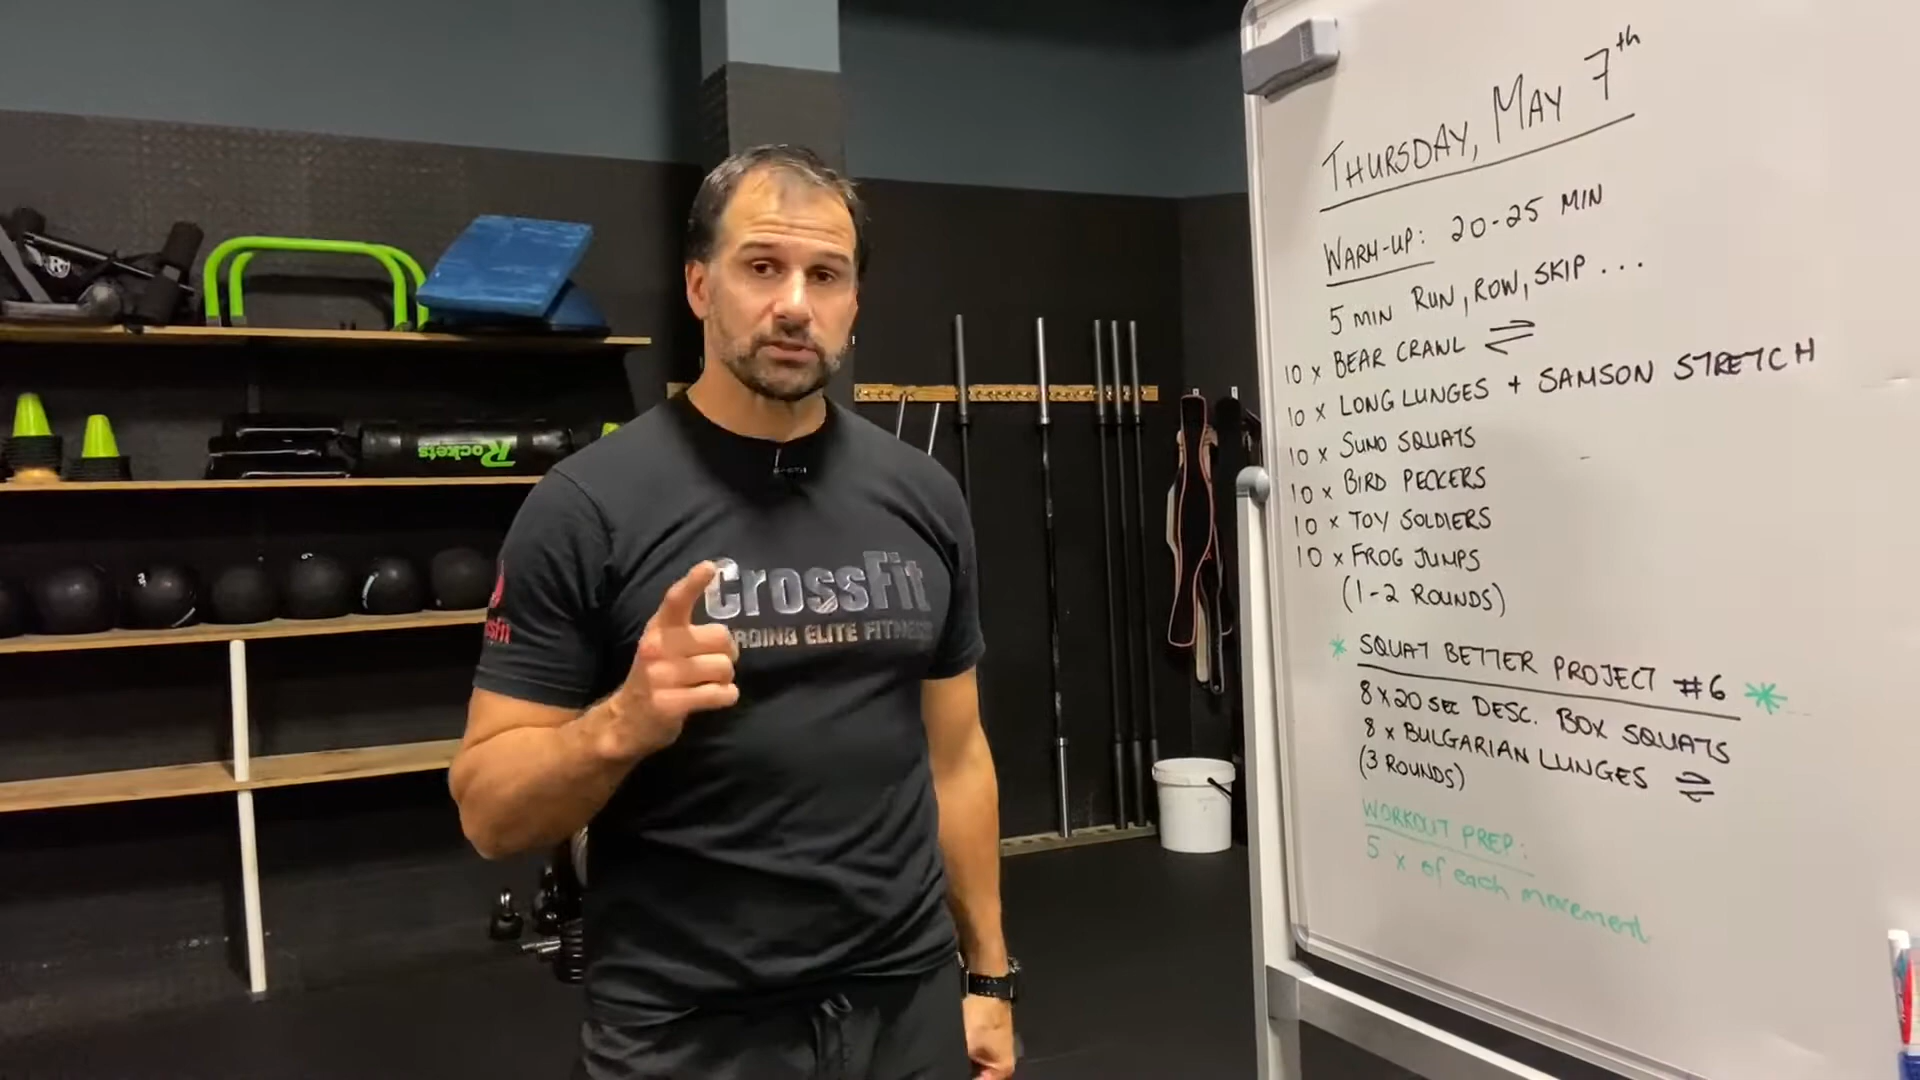 THURSDAY, MAY 7th
WARM-UP: 20-25 MIN
5 MIN RUN, ROW, SKIP ...
10 x BEAR CRAWL ⇌
10 x LONG LUNGES + SAMSON STRETCH
10 x SUMO SQUATS
10 x BIRD PECKERS
10 x TOY SOLDIERS
10 x FROG JUMPS
(1-2 ROUNDS)
* SQUAT BETTER PROJECT #6 *
8 x 20 SEC DESC. BOX SQUATS
8 x BULGARIAN LUNGES ⇌
(3 ROUNDS)
WORKOUT PREP:
5 x of each movement
CrossFit
ELITE FITNESS
Rockets